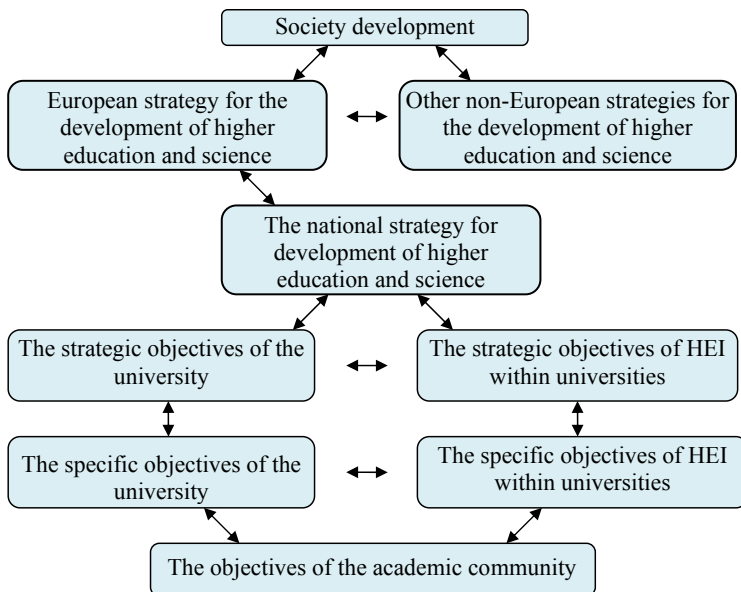 Society development
European strategy for the
development of higher
education and science
Other non-European strategies for
the development of higher
education and science
The national strategy for
development of higher
education and science
The strategic objectives of the
university
The strategic objectives of HEI
within universities
The specific objectives of the
university
The specific objectives of HEI
within universities
The objectives of the academic community